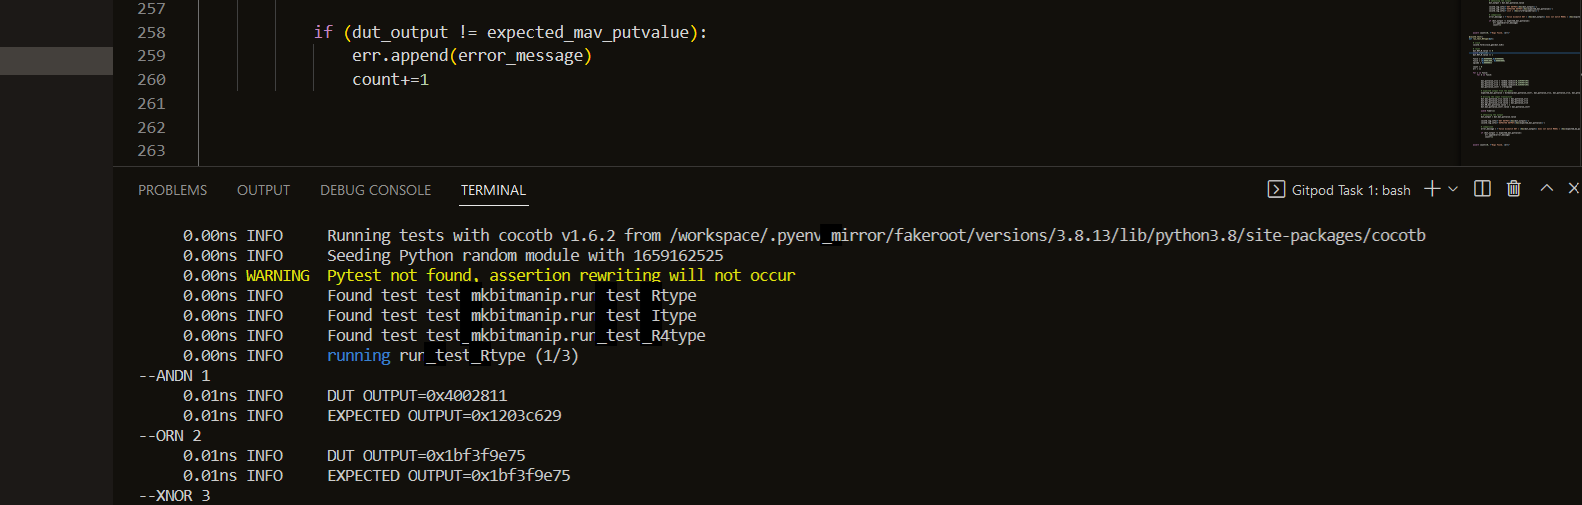 257
258 if (dut_output != expected_mav_putvalue):
259 err.append(error_message)
260 count+=1
261
262
263
PROBLEMS OUTPUT DEBUG CONSOLE TERMINAL Gitpod Task 1: bash
0.00ns INFO Running tests with cocotb v1.6.2 from /workspace/.pyenv_mirror/fakeroot/versions/3.8.13/lib/python3.8/site-packages/cocotb
0.00ns INFO Seeding Python random module with 1659162525
0.00ns WARNING Pytest not found, assertion rewriting will not occur
0.00ns INFO Found test test_mkbitmanip.run_test_Rtype
0.00ns INFO Found test test_mkbitmanip.run_test_Itype
0.00ns INFO Found test test_mkbitmanip.run_test_R4type
0.00ns INFO running run_test_Rtype (1/3)
--ANDN 1
0.01ns INFO DUT OUTPUT=0x4002811
0.01ns INFO EXPECTED OUTPUT=0x1203c629
--ORN 2
0.01ns INFO DUT OUTPUT=0x1bf3f9e75
0.01ns INFO EXPECTED OUTPUT=0x1bf3f9e75
--XNOR 3